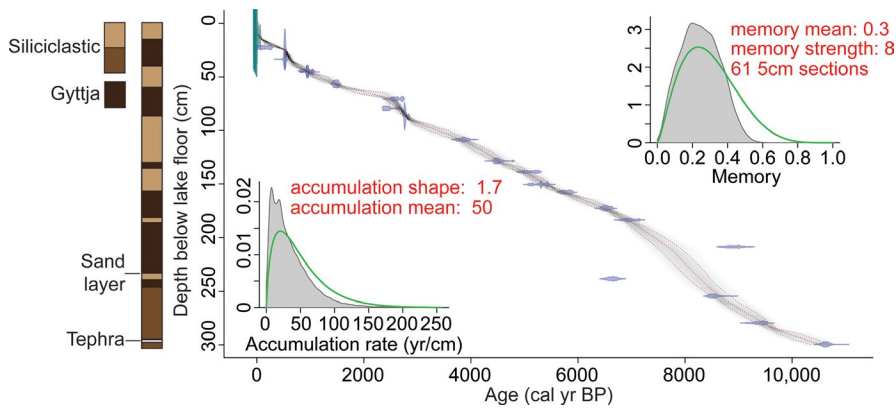 Siliciclastic
Gyttja
Sand
layer
Tephra
Depth below lake floor (cm)
0
50
100
150
200
250
300
0
2000
4000
6000
8000
10,000
Age (cal yr BP)
accumulation shape: 1.7
accumulation mean: 50
0.02
0.01
0
0
50
100
150
200
250
Accumulation rate (yr/cm)
memory mean: 0.3
memory strength: 8
61 5cm sections
3
2
1
0
0.0
0.2
0.4
0.6
0.8
1.0
Memory